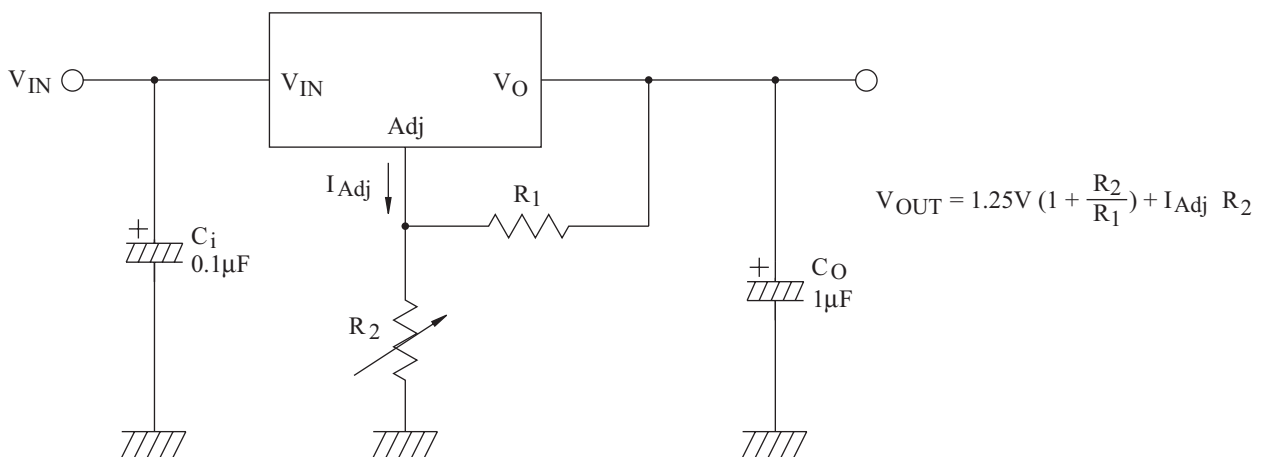 V_IN
V_IN
V_O
Adj
I_Adj
R_1
V_OUT = 1.25V (1 + R_2/R_1) + I_Adj R_2
+
C_i
0.1µF
+
C_O
1µF
R_2